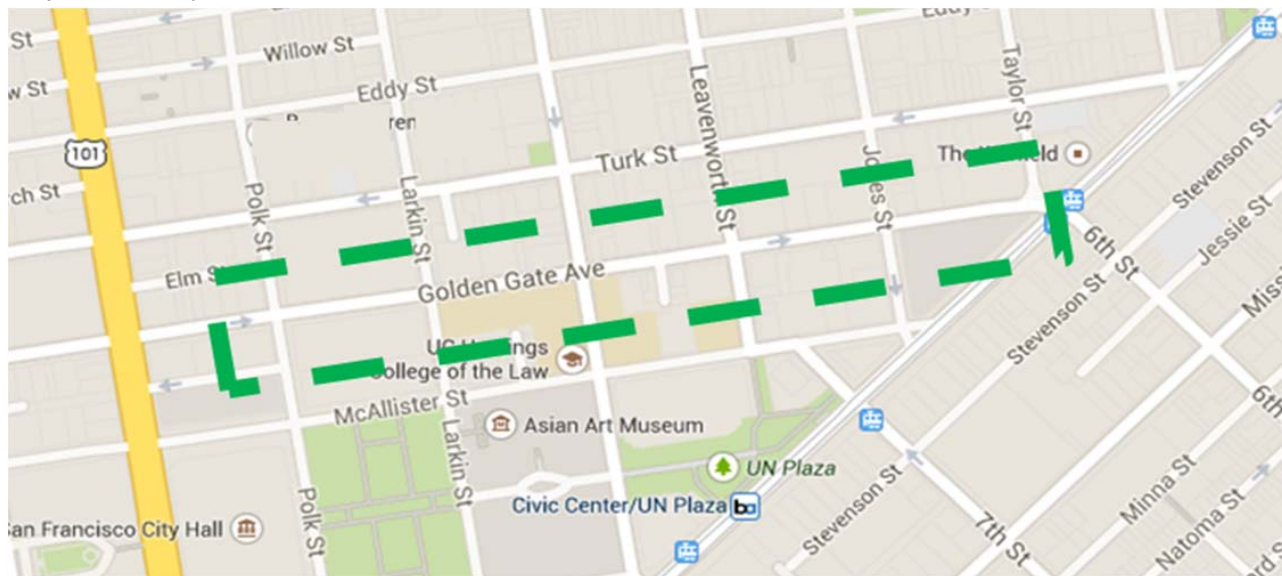 St
Willow St
Eddy St
w St
Eddy St
101
Turk St
Leavenworth St
Taylor St
Stevenson St
rch St
Polk St
Larkin St
Jessie St
Elm
6th St
Golden Gate Ave
Stevenson St
College of the Law
McAllister St
Asian Art Museum
Larkin St
UN Plaza
6th
Civic Center/UN Plaza
Polk St
San Francisco City Hall
Stevenson St
7th St
Minna St
Natoma St